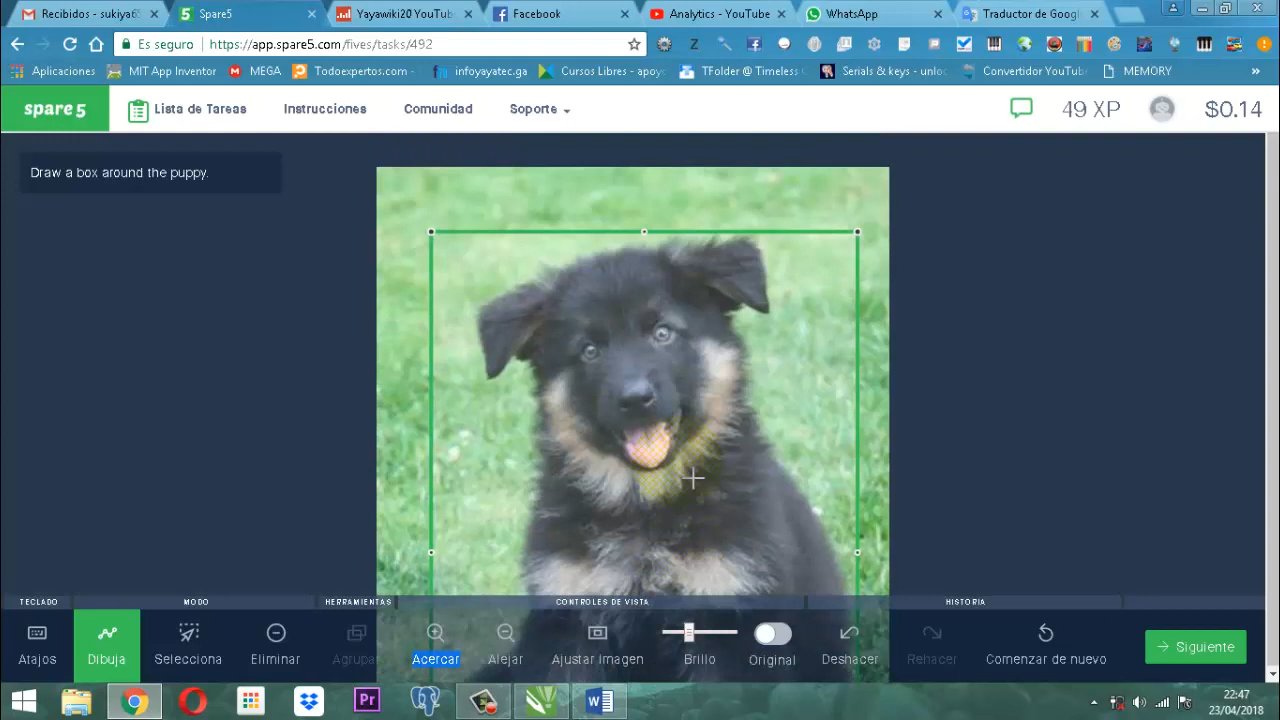 Recibidos - sukiyat6
Spare5
Yayawiki20 YouTub
Facebook
Analytics - YouTube
WhatsApp
Traductor de Googl
Es seguro
https://app.spare5.com/fives/tasks/492
Aplicaciones
MIT App Inventor
MEGA
Todoexpertos.com -
infoyayatec.ga
Cursos Libres - apoy
TFolder @ Timeless
Serials & keys - unlo
Convertidor YouTub
MEMORY
»
spare5
Lista de Tareas
Instrucciones
Comunidad
Soporte
49 XP
$0.14
Draw a box around the puppy.
TECLADO
MODO
HERRAMIENTAS
CONTROLES DE VISTA
HISTORIA
Atajos
Dibuja
Selecciona
Eliminar
Agrupar
Acercar
Alejar
Ajustar Imagen
Brillo
Original
Deshacer
Rehacer
Comenzar de nuevo
Siguiente
Pr
22:47
23/04/2018